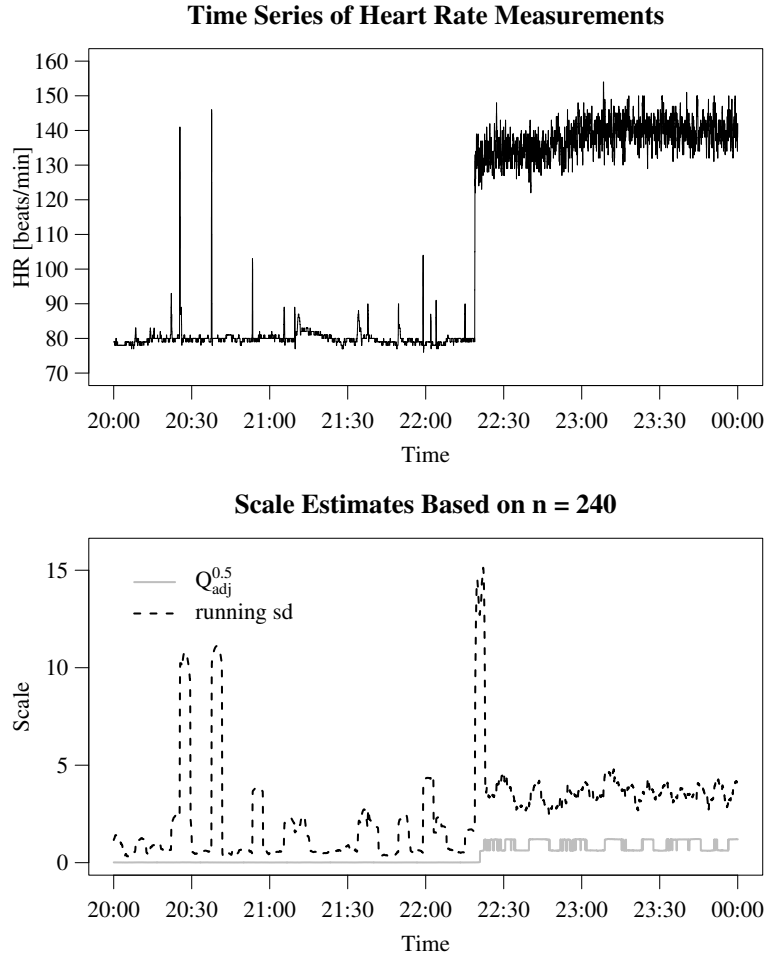 Time Series of Heart Rate Measurements
HR [beats/min]
160
150
140
130
120
110
100
90
80
70
20:00 20:30 21:00 21:30 22:00 22:30 23:00 23:30 00:00
Time
Scale Estimates Based on n = 240
Scale
15
10
5
0
Q^{0.5}_{adj}
running sd
20:00 20:30 21:00 21:30 22:00 22:30 23:00 23:30 00:00
Time